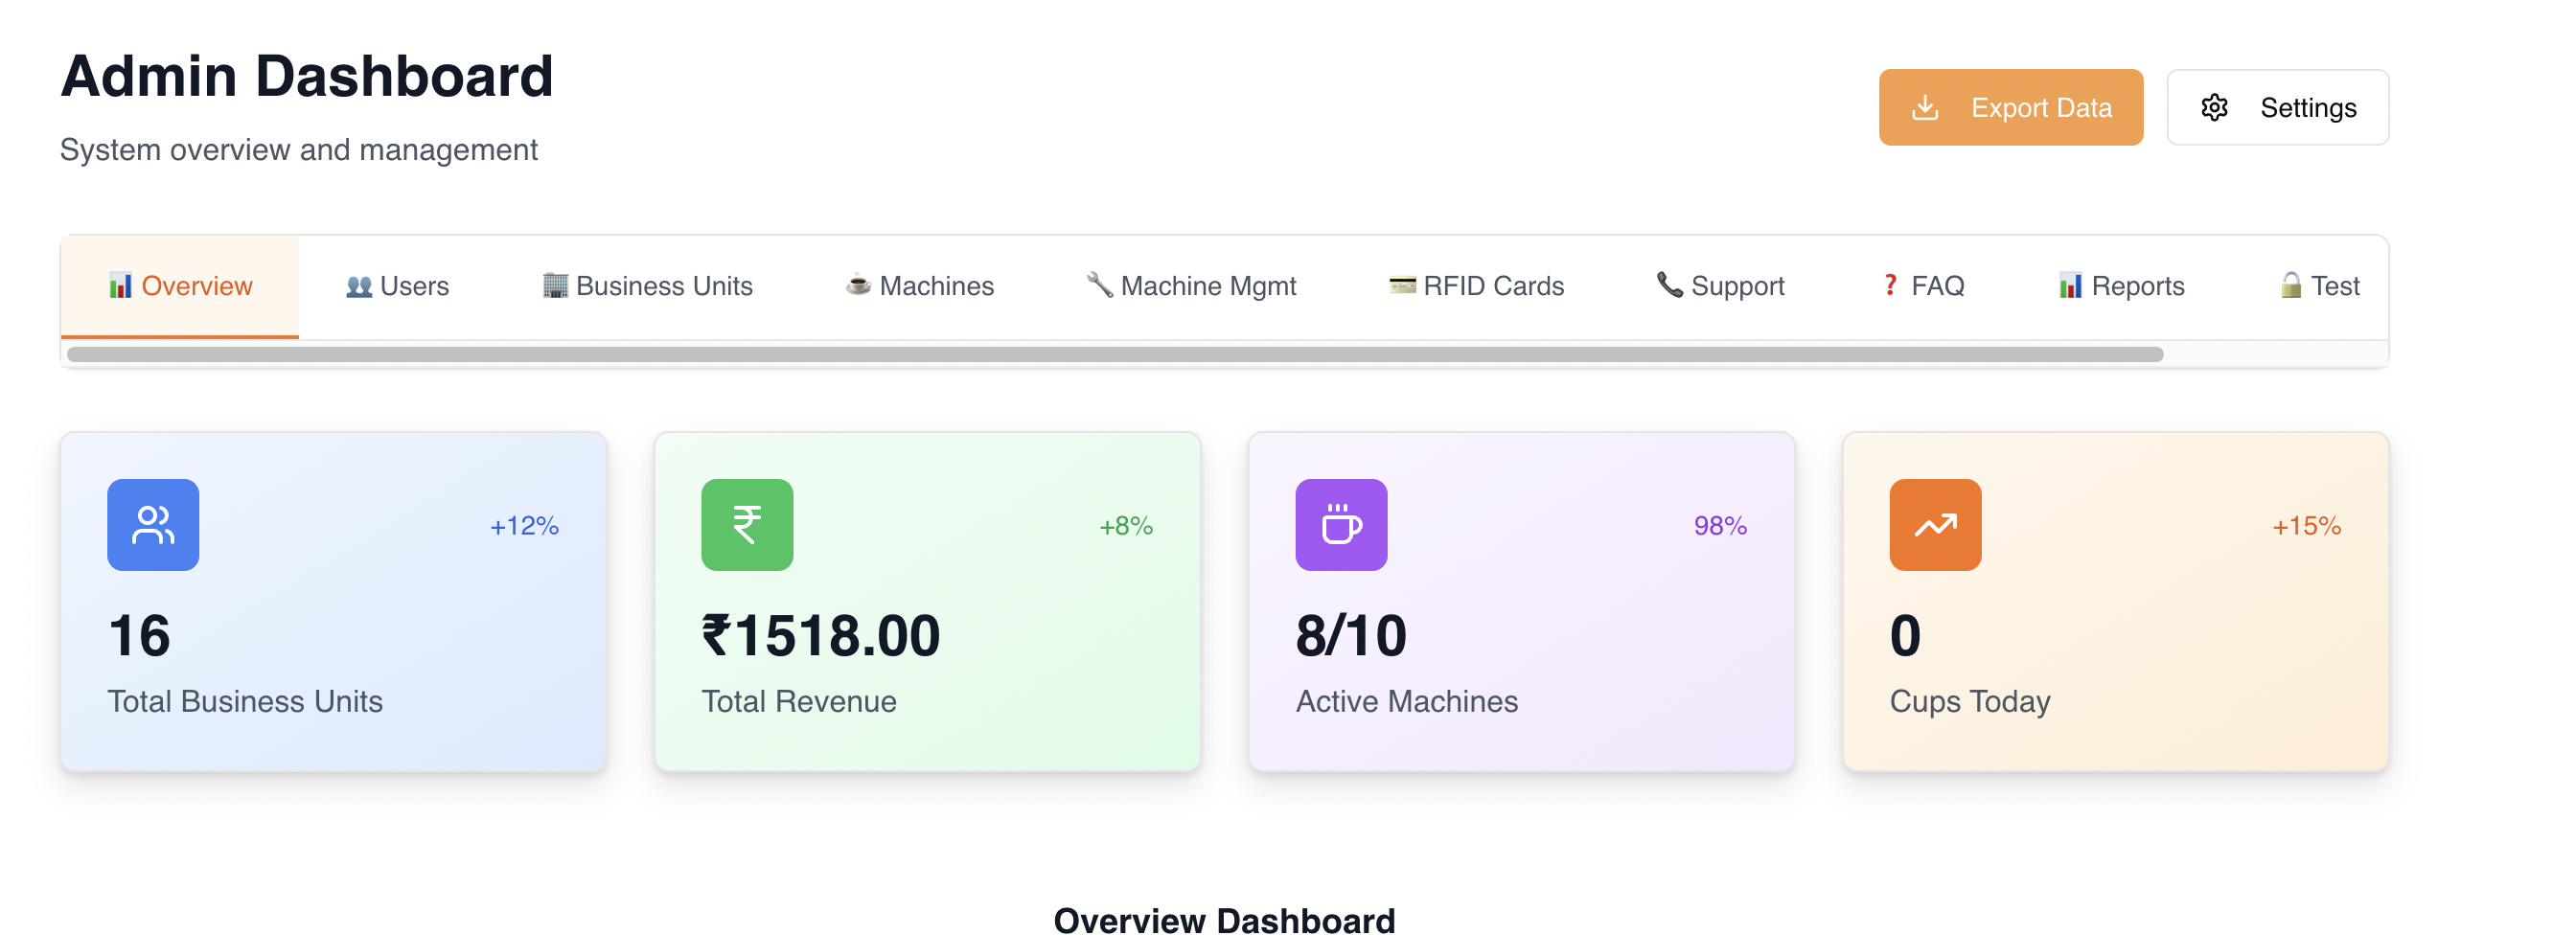 Admin Dashboard
System overview and management
Export Data
Settings
Overview
Users
Business Units
Machines
Machine Mgmt
RFID Cards
Support
FAQ
Reports
Test
+12%
16
Total Business Units
+8%
₹1518.00
Total Revenue
98%
8/10
Active Machines
+15%
0
Cups Today
Overview Dashboard